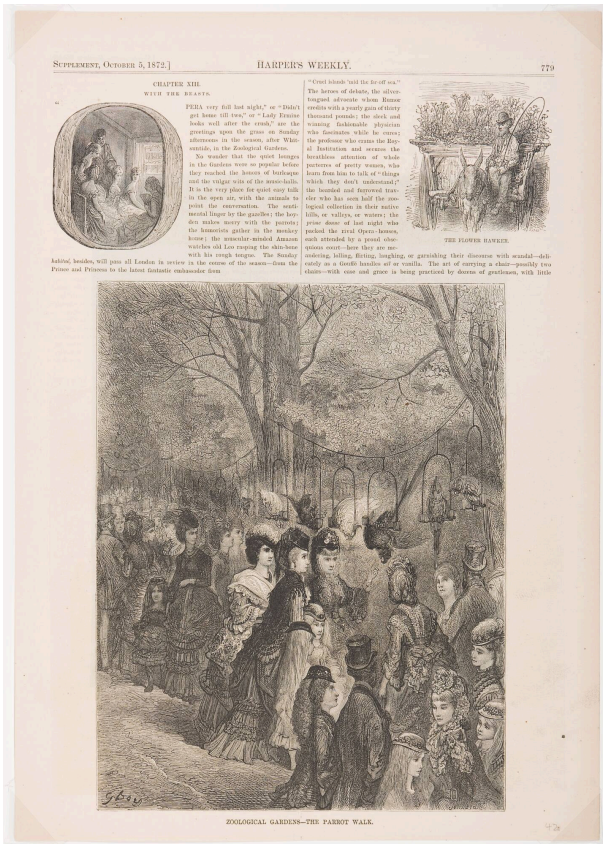 SUPPLEMENT, OCTOBER 5, 1872.]
HARPER'S WEEKLY.
779
CHAPTER XIII.
WITH THE BEASTS.
“
PERA very full last night,” or “Didn't
get home till two,” or “Lady Ermine
looks well after the crush,” are the
greetings upon the grass on Sunday
afternoons in the season, after Whit-
suntide, in the Zoological Gardens.
No wonder that the quiet lounges
in the Gardens were so popular before
they reached the honors of burlesque
and the vulgar wits of the music-halls.
It is the very place for quiet easy talk
in the open air, with the animals to
point the conversation. The senti-
mental linger by the gazelles; the hoy-
den makes merry with the parrots;
the humorists gather in the monkey
house; the muscular-minded Amazon
watches old Leo rasping the shin-bone
with his rough tongue. The Sunday
habitué, besides, will pass all London in review in the course of the season—from the
Prince and Princess to the latest fantastic embassador from
“Cruel islands 'mid the far-off sea.”
The heroes of debate, the silver-
tongued advocate whom Rumor
credits with a yearly gain of thirty
thousand pounds; the sleek and
winning fashionable physician
who fascinates while he cures;
the professor who crams the Roy-
al Institution and secures the
breathless attention of whole
parterres of pretty women, who
learn from him to talk of “things
which they don't understand;”
the bearded and furrowed trav-
eler who has seen half the zoo-
logical collection in their native
hills, or valleys, or waters; the
prime donne of last night who
packed the rival Opera-houses,
each attended by a proud obse-
quious court—here they are me-
andering, lolling, flirting, laughing, or garnishing their discourse with scandal—deli-
cately as a Gouffé handles ail or vanilla. The art of carrying a chair—possibly two
chairs—with ease and grace is being practiced by dozens of gentlemen, with little
THE FLOWER HAWKER.
ZOOLOGICAL GARDENS—THE PARROT WALK.